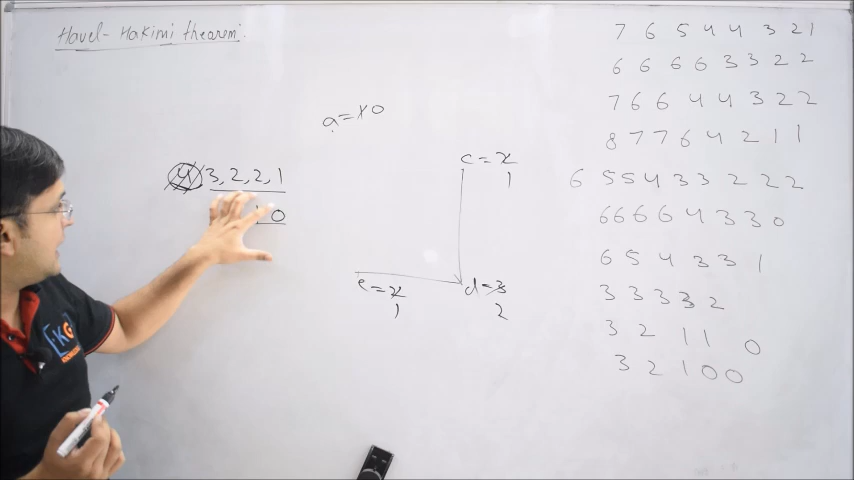 Havel-Hakimi theorem.
a=1 0
4 3, 2, 2, 1
1 0
c=2
1
e=2
1
d=3
2
7 6 5 4 4 3 2 1
6 6 6 6 3 3 2 2
7 6 6 4 4 3 2 2
8 7 7 6 4 2 1 1
6 5 5 4 3 3 2 2 2
6 6 6 6 4 3 3 0
6 5 4 3 3 1
3 3 3 3 2
3 2 1 1 0
3 2 1 0 0
KG